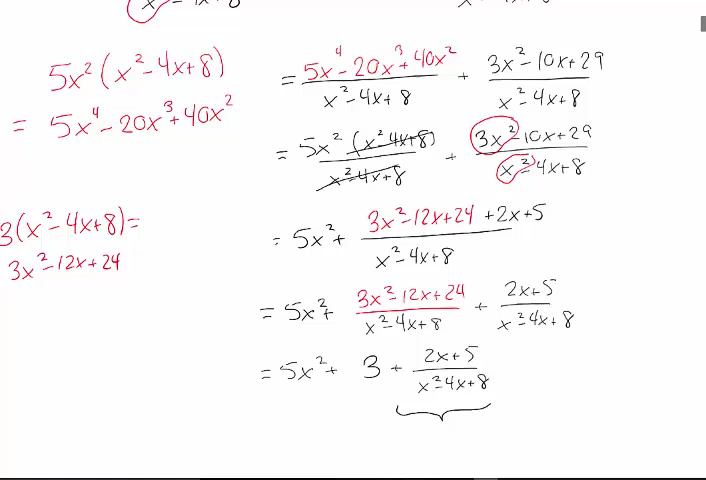 5x² (x² - 4x + 8)
= 5x⁴ - 20x³ + 40x²
3(x² - 4x + 8) =
3x² - 12x + 24
= (5x⁴ - 20x³ + 40x²)/(x² - 4x + 8) + (3x² - 10x + 29)/(x² - 4x + 8)
= 5x² (x² - 4x + 8)/(x² - 4x + 8) + (3x² - 10x + 29)/(x² - 4x + 8)
= 5x² + (3x² - 12x + 24 + 2x + 5)/(x² - 4x + 8)
= 5x² + (3x² - 12x + 24)/(x² - 4x + 8) + (2x + 5)/(x² - 4x + 8)
= 5x² + 3 + (2x + 5)/(x² - 4x + 8)